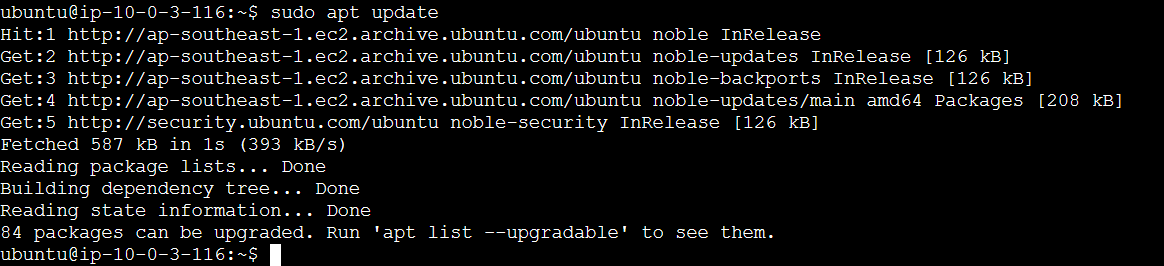 ubuntu@ip-10-0-3-116:~$ sudo apt update
Hit:1 http://ap-southeast-1.ec2.archive.ubuntu.com/ubuntu noble InRelease
Get:2 http://ap-southeast-1.ec2.archive.ubuntu.com/ubuntu noble-updates InRelease [126 kB]
Get:3 http://ap-southeast-1.ec2.archive.ubuntu.com/ubuntu noble-backports InRelease [126 kB]
Get:4 http://ap-southeast-1.ec2.archive.ubuntu.com/ubuntu noble-updates/main amd64 Packages [208 kB]
Get:5 http://security.ubuntu.com/ubuntu noble-security InRelease [126 kB]
Fetched 587 kB in 1s (393 kB/s)
Reading package lists... Done
Building dependency tree... Done
Reading state information... Done
84 packages can be upgraded. Run 'apt list --upgradable' to see them.
ubuntu@ip-10-0-3-116:~$